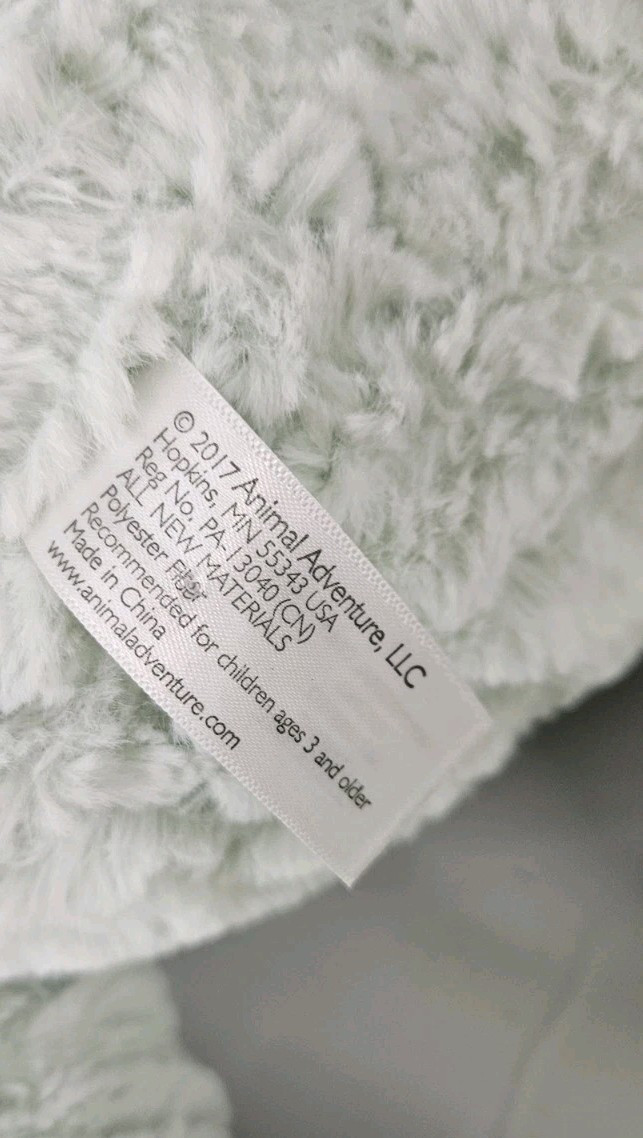 © 2017 Animal Adventure, LLC
Hopkins, MN 55343 USA
Reg No. PA-13040 (CN)
ALL NEW MATERIALS
Polyester Fiber
Recommended for children ages 3 and older
Made in China
www.animaladventure.com